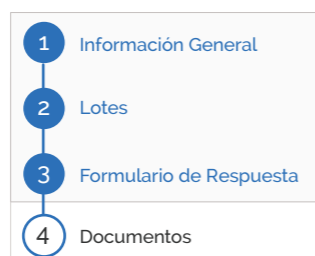 1 Información General
2 Lotes
3 Formulario de Respuesta
4 Documentos